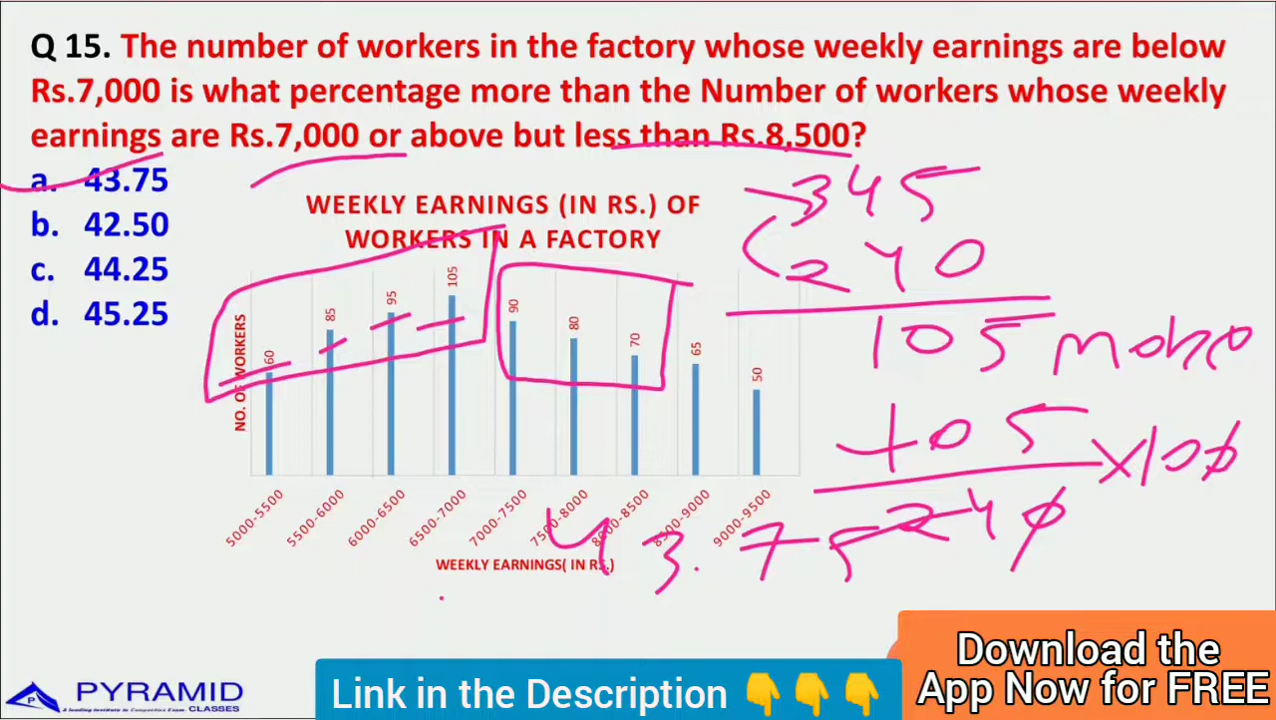 Q 15. The number of workers in the factory whose weekly earnings are below
Rs.7,000 is what percentage more than the Number of workers whose weekly
earnings are Rs.7,000 or above but less than Rs.8,500?
a. 43.75
b. 42.50
c. 44.25
d. 45.25
WEEKLY EARNINGS (IN RS.) OF
WORKERS IN A FACTORY
NO. OF WORKERS
60
85
95
105
90
80
70
65
50
5000-5500
5500-6000
6000-6500
6500-7000
7000-7500
7500-8000
8000-8500
8500-9000
9000-9500
WEEKLY EARNINGS( IN RS.)
345
240
105 more
105 ×100
240
43.75
PYRAMID
CLASSES
A leading institute in Competitive Exam
Link in the Description 👇👇👇
Download the
App Now for FREE